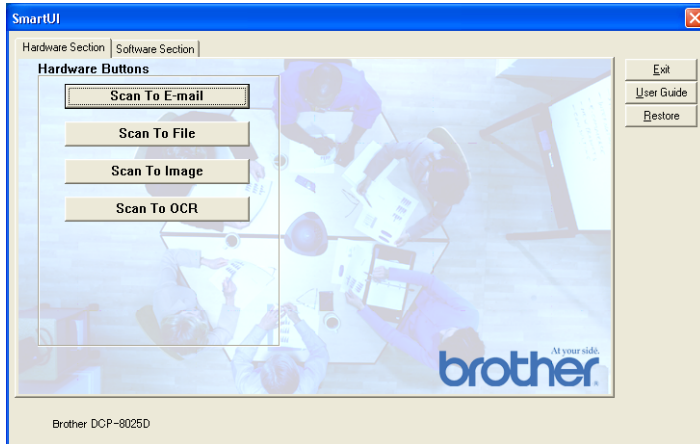 SmartUI
Hardware Section
Software Section
Hardware Buttons
Scan To E-mail
Scan To File
Scan To Image
Scan To OCR
Exit
User Guide
Restore
At your side.
brother
Brother DCP-8025D